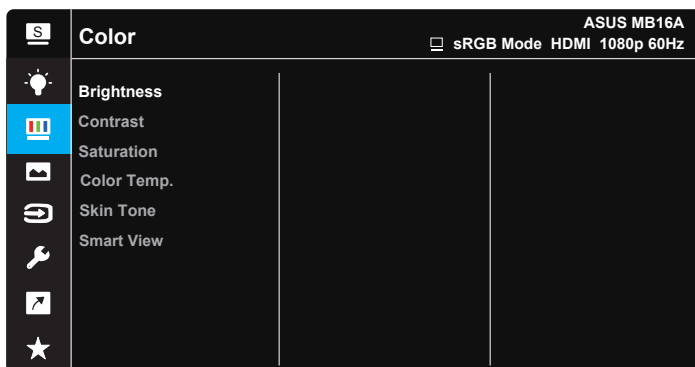 S
Color
ASUS MB16A
sRGB Mode HDMI 1080p 60Hz
Brightness
Contrast
Saturation
Color Temp.
Skin Tone
Smart View